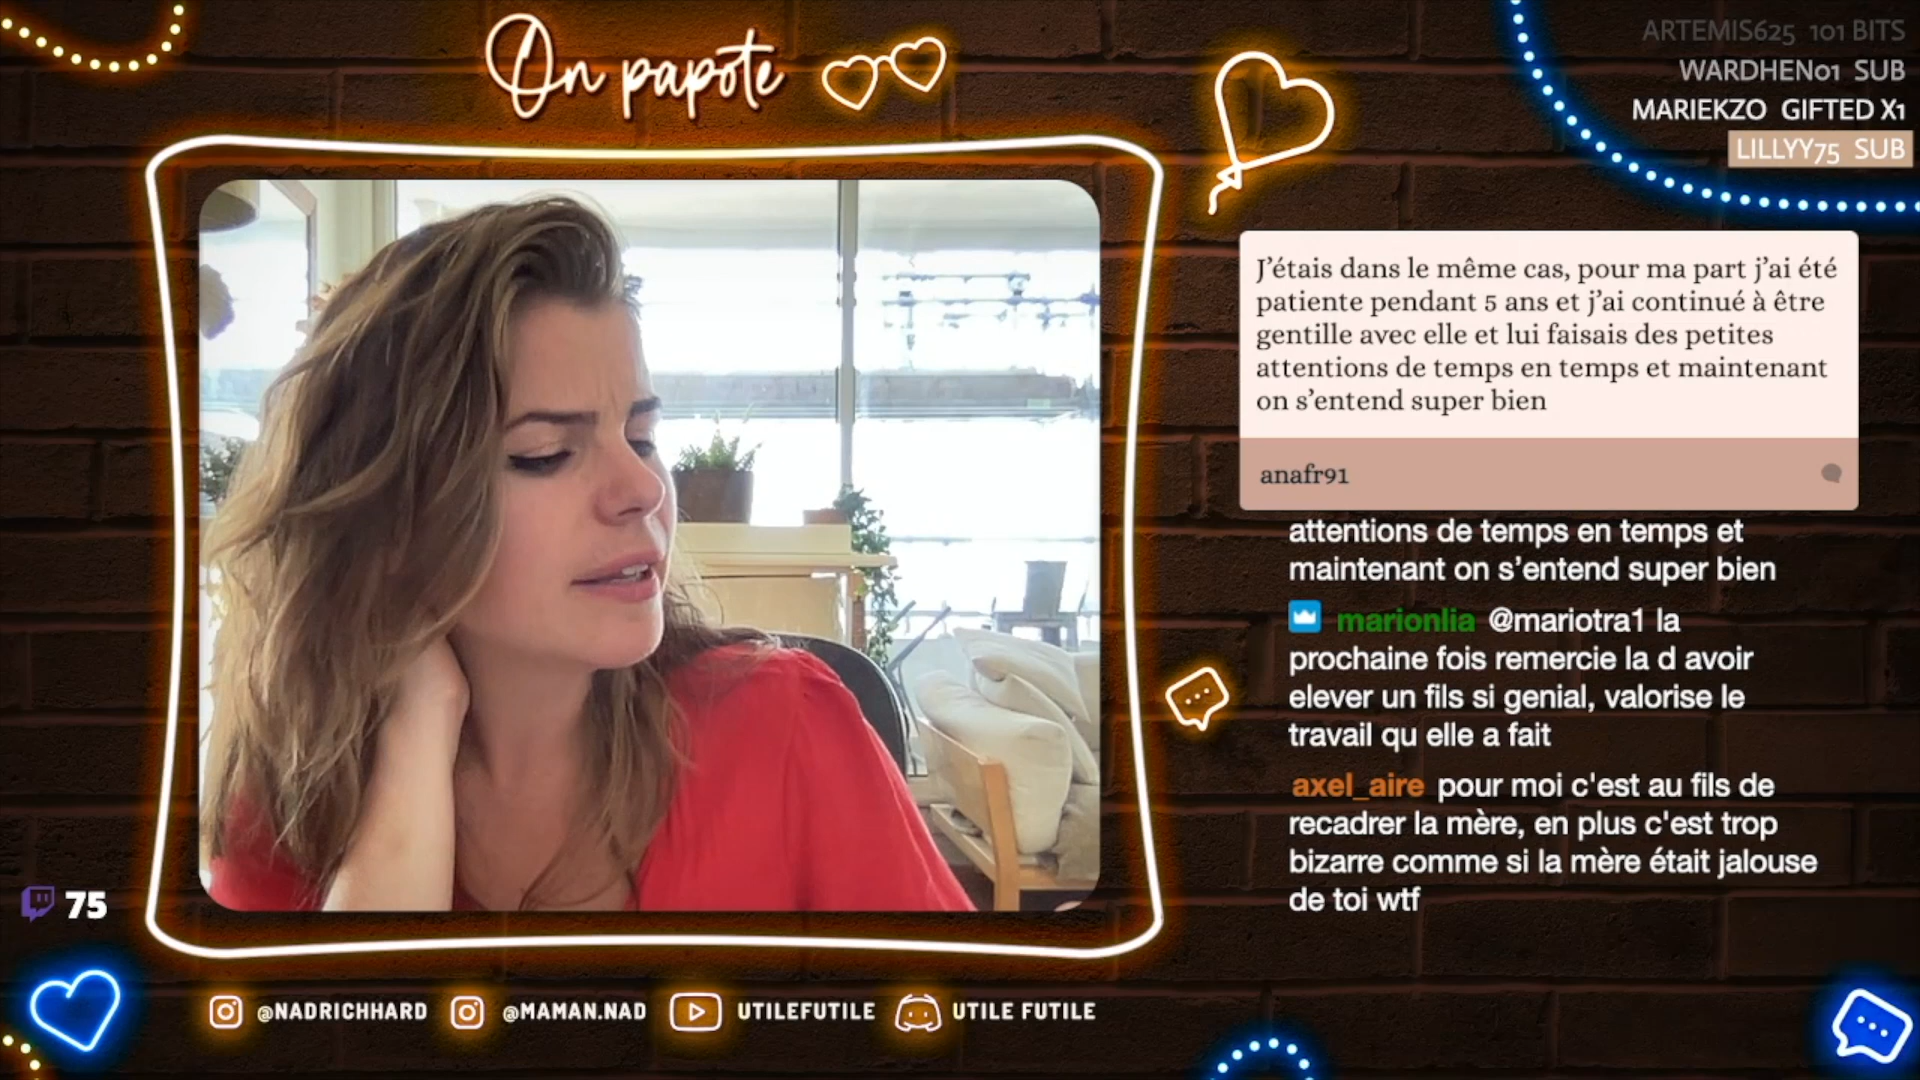 On papote
ARTEMIS625 101 BITS
WARDHEN01 SUB
MARIEKZO GIFTED X1
LILLYY75 SUB
J’étais dans le même cas, pour ma part j’ai été
patiente pendant 5 ans et j’ai continué à être
gentille avec elle et lui faisais des petites
attentions de temps en temps et maintenant
on s’entend super bien
anafr91
attentions de temps en temps et
maintenant on s’entend super bien
marionlia @mariotra1 la
prochaine fois remercie la d avoir
elever un fils si genial, valorise le
travail qu elle a fait
axel_aire pour moi c'est au fils de
recadrer la mère, en plus c'est trop
bizarre comme si la mère était jalouse
de toi wtf
75
@NADRICHHARD @MAMAN.NAD UTILEFUTILE UTILE FUTILE